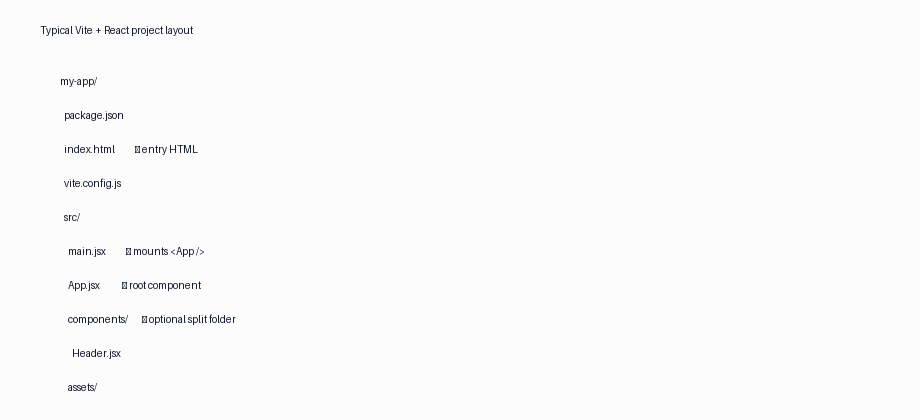 Typical Vite + React project layout
my-app/
package.json
index.html entry HTML
vite.config.js
src/
main.jsx mounts <App />
App.jsx root component
components/ optional split folder
Header.jsx
assets/